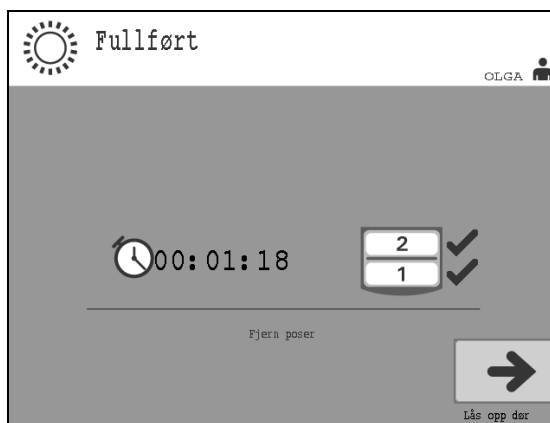 Fullført
OLGA
00:01:18
2
1
Fjern poser
Lås opp dør